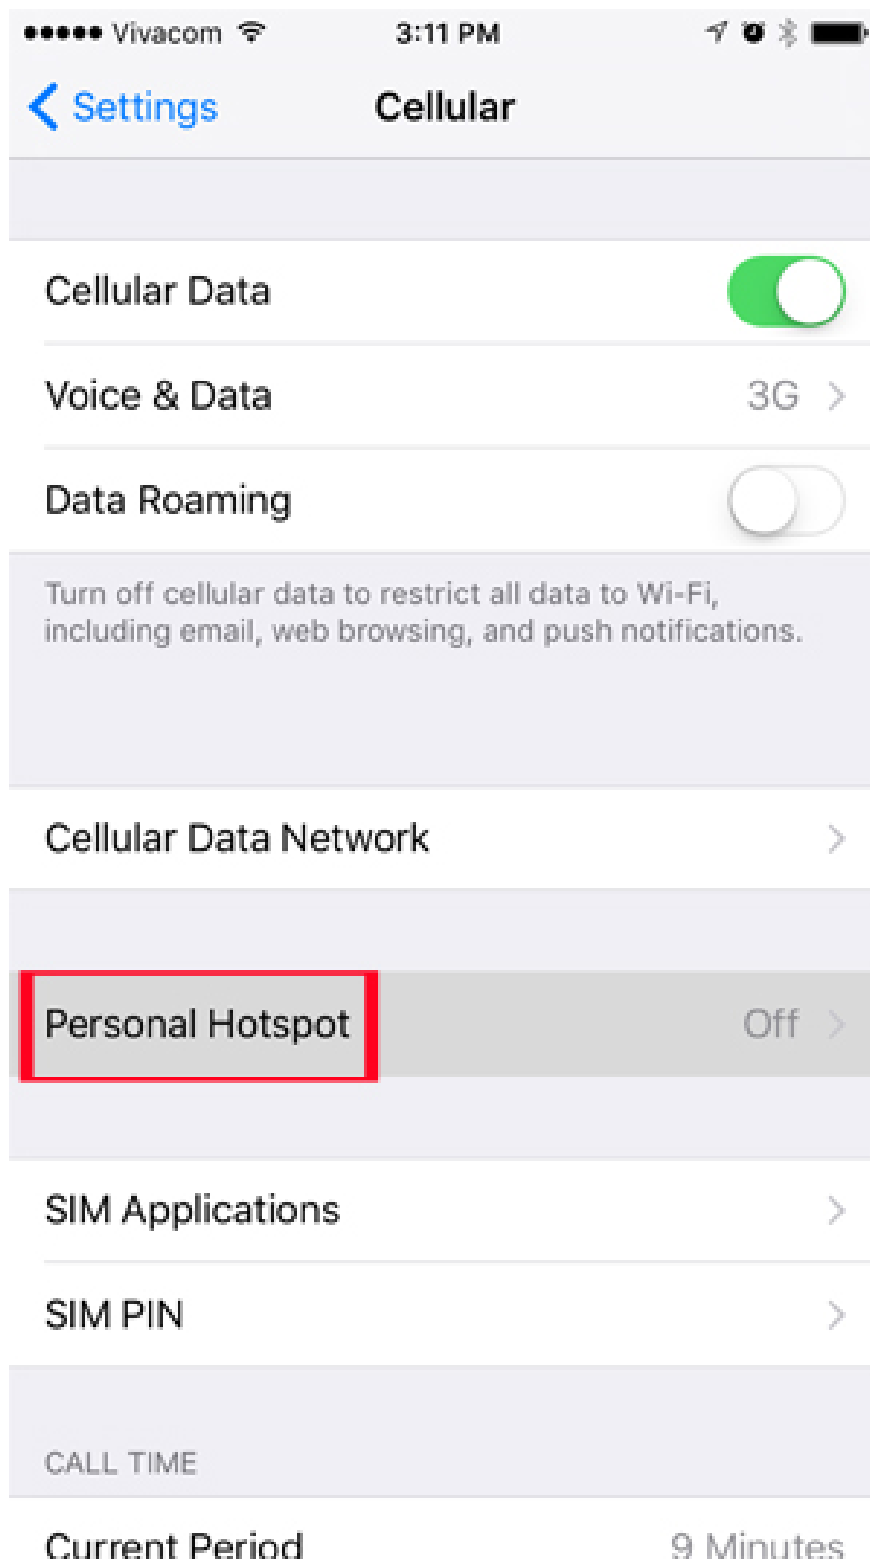 Vivacom 3:11 PM
Settings Cellular
Cellular Data
Voice & Data 3G
Data Roaming
Turn off cellular data to restrict all data to Wi-Fi,
including email, web browsing, and push notifications.
Cellular Data Network
Personal Hotspot Off
SIM Applications
SIM PIN
CALL TIME
Current Period 9 Minutes